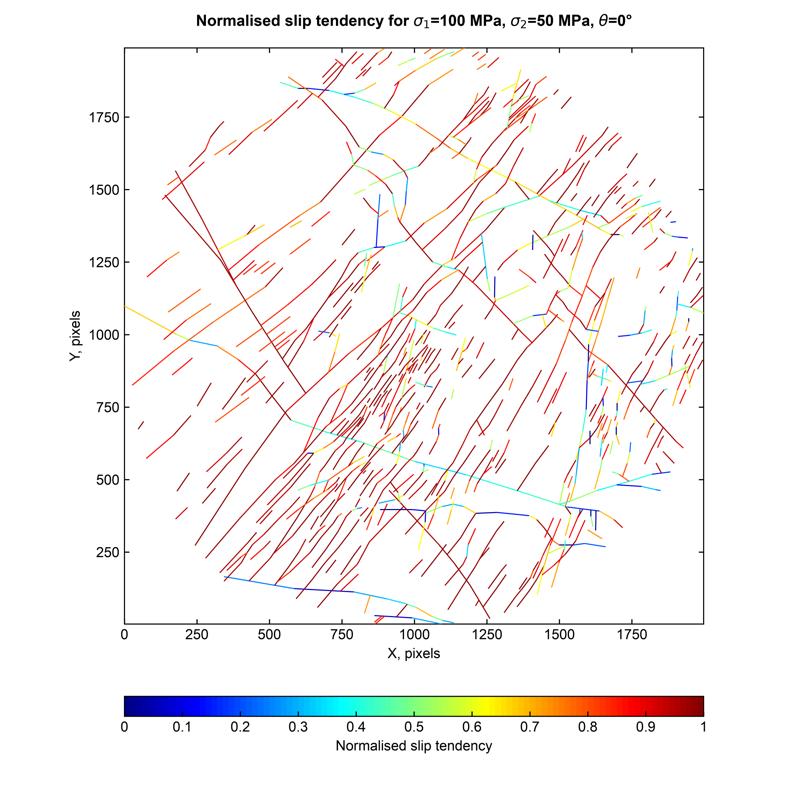 Normalised slip tendency for σ1=100 MPa, σ2=50 MPa, θ=0°
1750
1500
1250
1000
750
500
250
Y, pixels
0 250 500 750 1000 1250 1500 1750
X, pixels
0 0.1 0.2 0.3 0.4 0.5 0.6 0.7 0.8 0.9 1
Normalised slip tendency